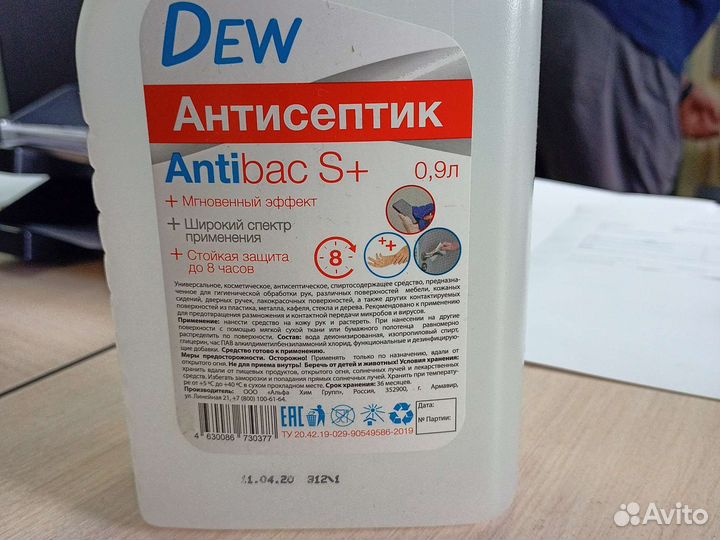 DEW
Антисептик
Antibac S+ 0,9л
+ Мгновенный эффект
+ Широкий спектр
применения
+ Стойкая защита
до 8 часов
8
++
Универсальное, косметическое, антисептическое, спиртосодержащее средство, предназна-
ченное для гигиенической обработки рук, различных поверхностей мебели, кожаных
сидений, дверных ручек, лакокрасочных поверхностей, а также других контактируемых
поверхностей из пластика, металла, кафеля, стекла и дерева. Рекомендовано к применению
для предотвращения размножения и контактной передачи микробов и вирусов.
Применение: нанести средство на кожу рук и растереть. При нанесении на другие
поверхности с помощью мягкой сухой ткани или бумажного полотенца равномерно
распределить по поверхности. Состав: вода деионизированная, изопропиловый спирт,
глицерин, час ПАВ алкилдиметилбензиламмоний хлорид, функциональные и дезинфицирую-
щие добавки. Средство готово к применению.
Меры предосторожности. Осторожно! Применять только по назначению, вдали от
открытого огня. Не для приема внутрь! Беречь от детей и животных! Условия хранения:
хранить вдали от пищевых продуктов, открытого огня, солнечных лучей и лекарственных
средств. Избегать заморозки и попадания прямых солнечных лучей. Хранить при температу-
ре от +5 °С до +40 °С в сухом прохладном месте. Срок хранения: 36 месяцев.
Производитель: ООО «Альфа Хим Групп», Россия, 352900, г. Армавир,
ул. Линейная 21, +7 (800) 100-61-64.
EAC
Дата:
№ Партии:
4 630086 730377
ТУ 20.42.19-029-90549586-2019
11.04.20 312\1
Avito